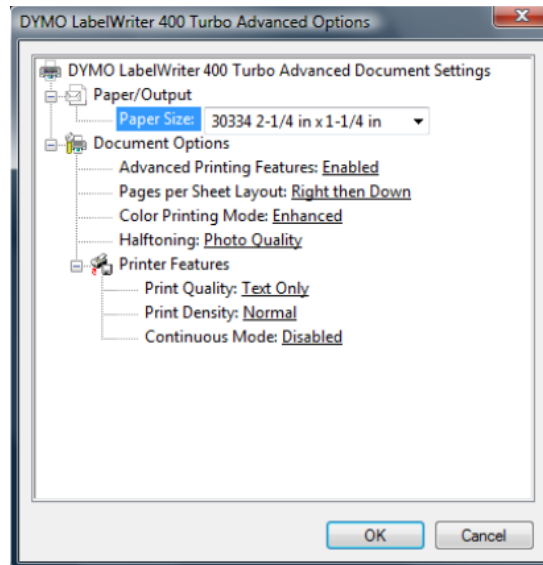 DYMO LabelWriter 400 Turbo Advanced Options
DYMO LabelWriter 400 Turbo Advanced Document Settings
Paper/Output
Paper Size: 30334 2-1/4 in x 1-1/4 in
Document Options
Advanced Printing Features: Enabled
Pages per Sheet Layout: Right then Down
Color Printing Mode: Enhanced
Halftoning: Photo Quality
Printer Features
Print Quality: Text Only
Print Density: Normal
Continuous Mode: Disabled
OK Cancel